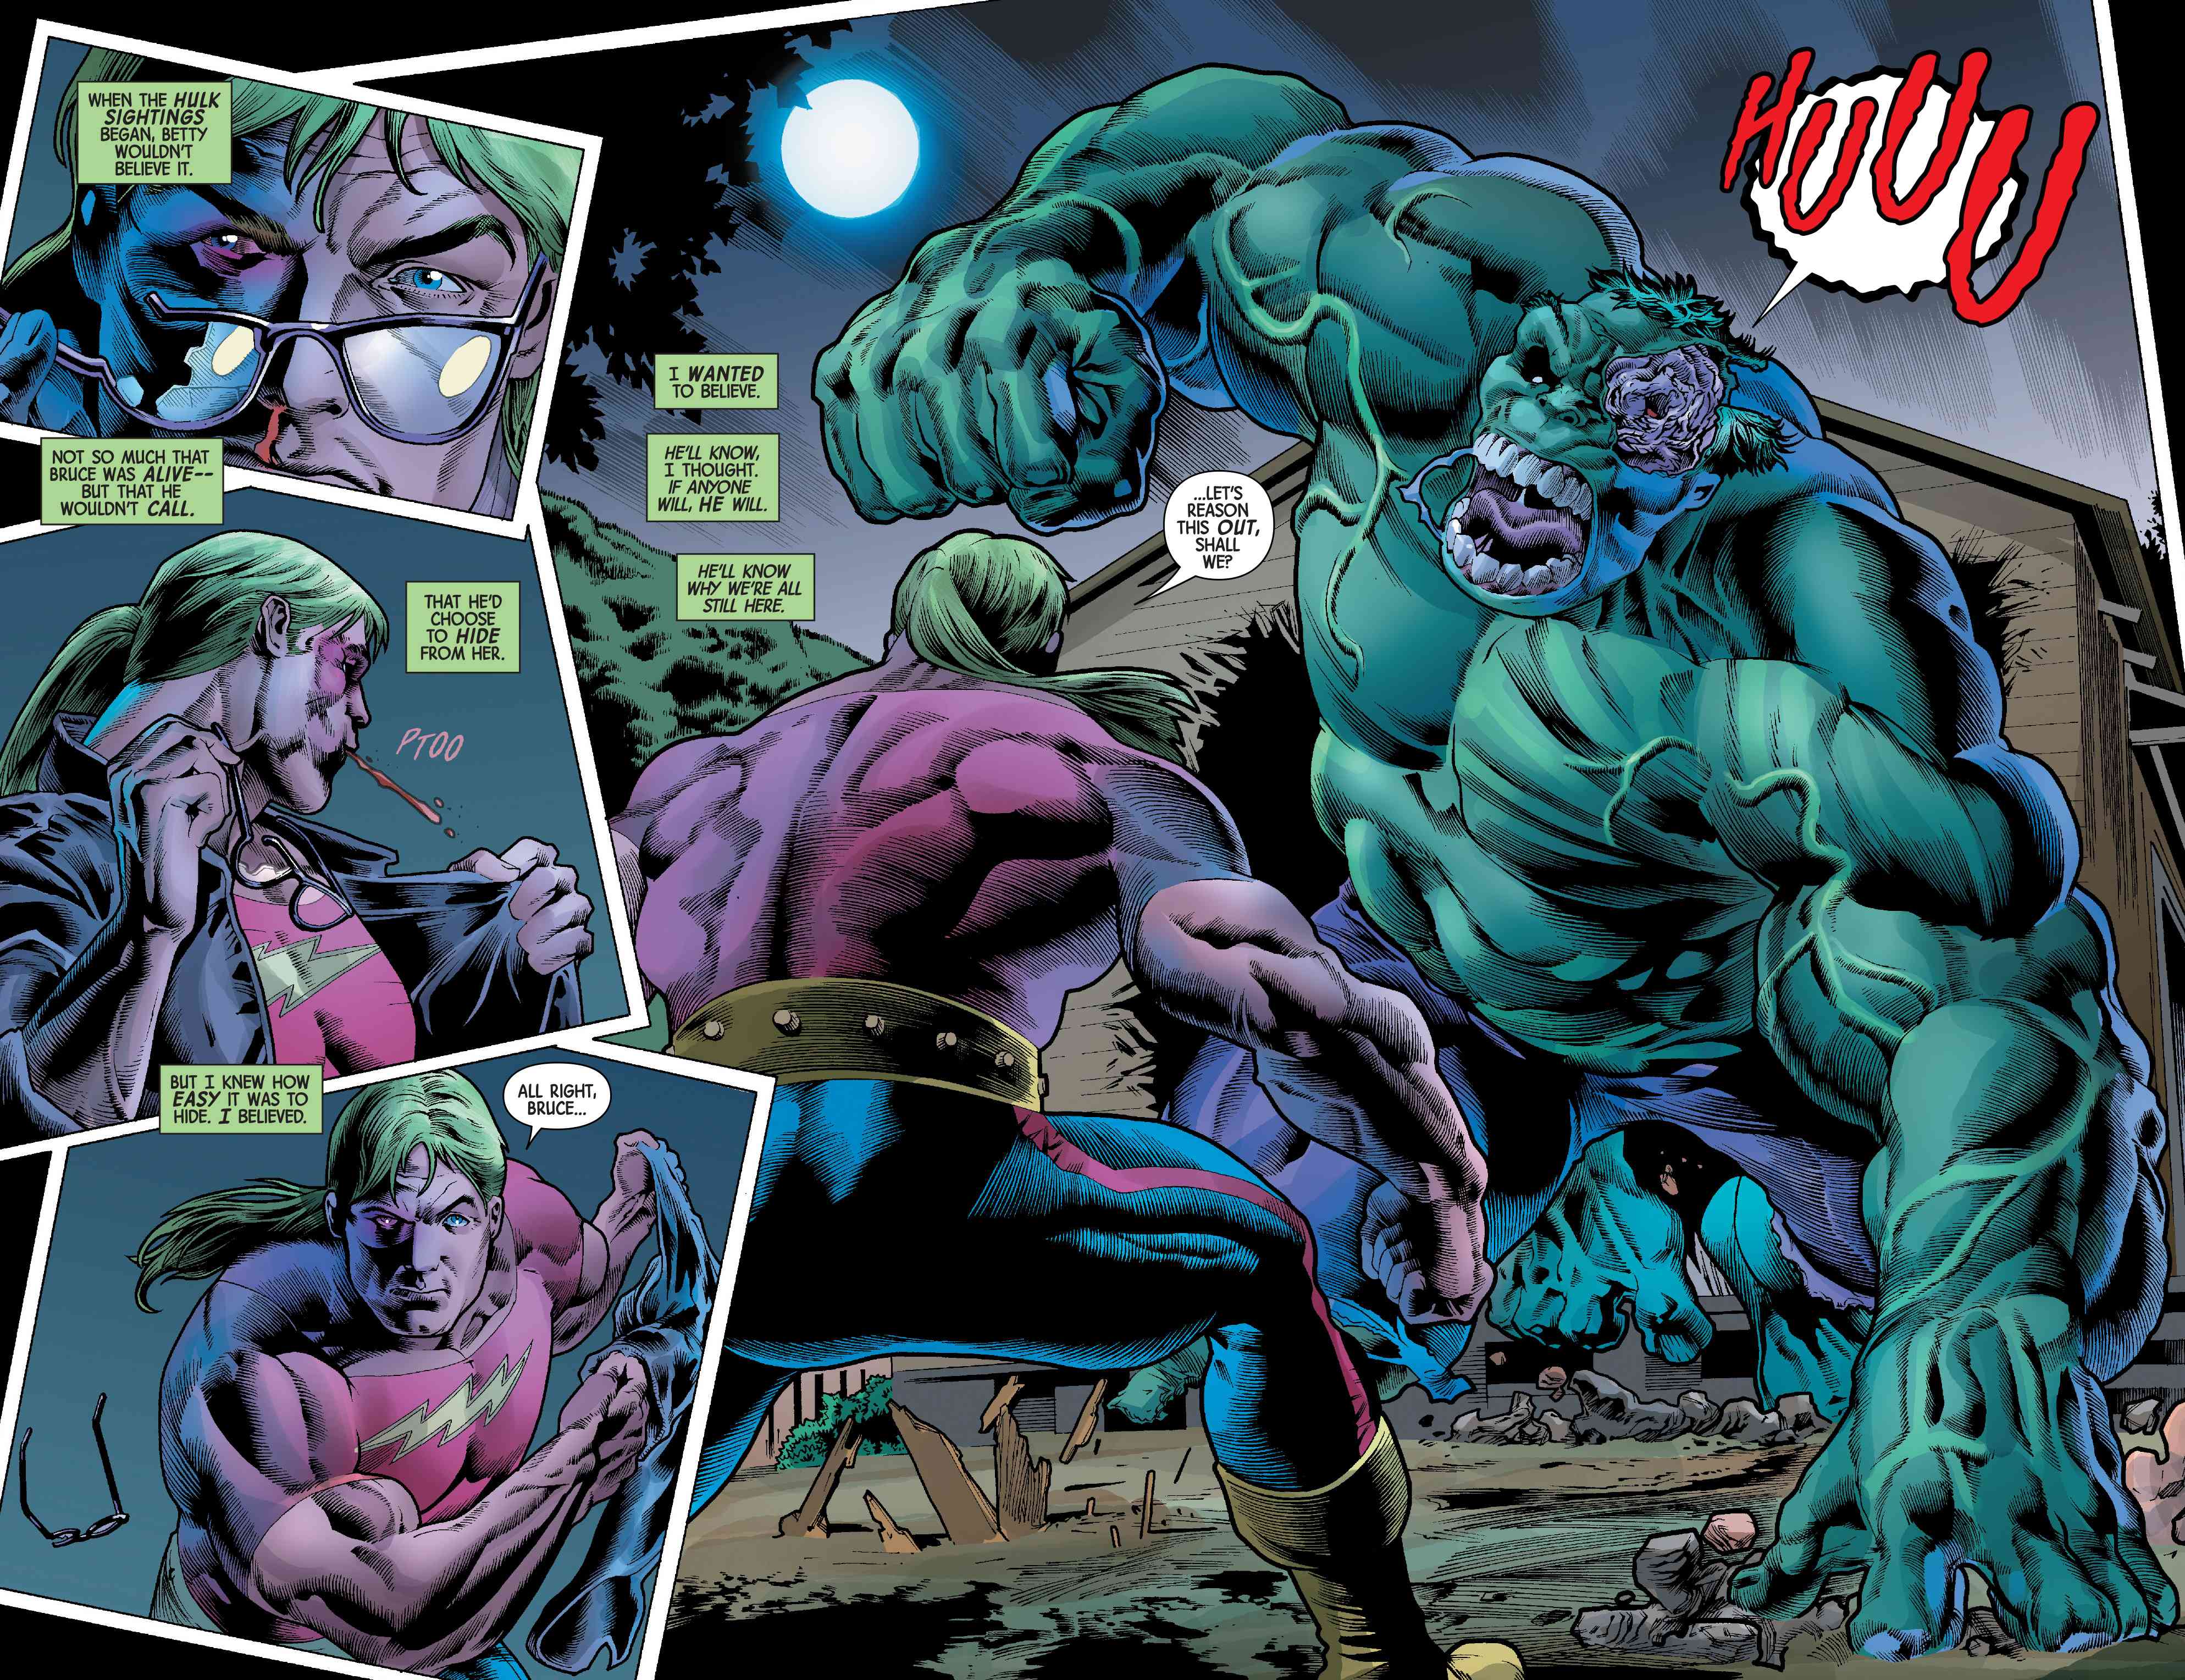 WHEN THE HULK
SIGHTINGS
BEGAN, BETTY
WOULDN'T
BELIEVE IT.
NOT SO MUCH THAT
BRUCE WAS ALIVE--
BUT THAT HE
WOULDN'T CALL.
THAT HE'D
CHOOSE
TO HIDE
FROM HER.
PTOO
BUT I KNEW HOW
EASY IT WAS TO
HIDE. I BELIEVED.
ALL RIGHT,
BRUCE...
I WANTED
TO BELIEVE.
HE'LL KNOW,
I THOUGHT.
IF ANYONE
WILL, HE WILL.
HE'LL KNOW
WHY WE'RE ALL
STILL HERE.
...LET'S
REASON
THIS OUT,
SHALL
WE?
HUUU